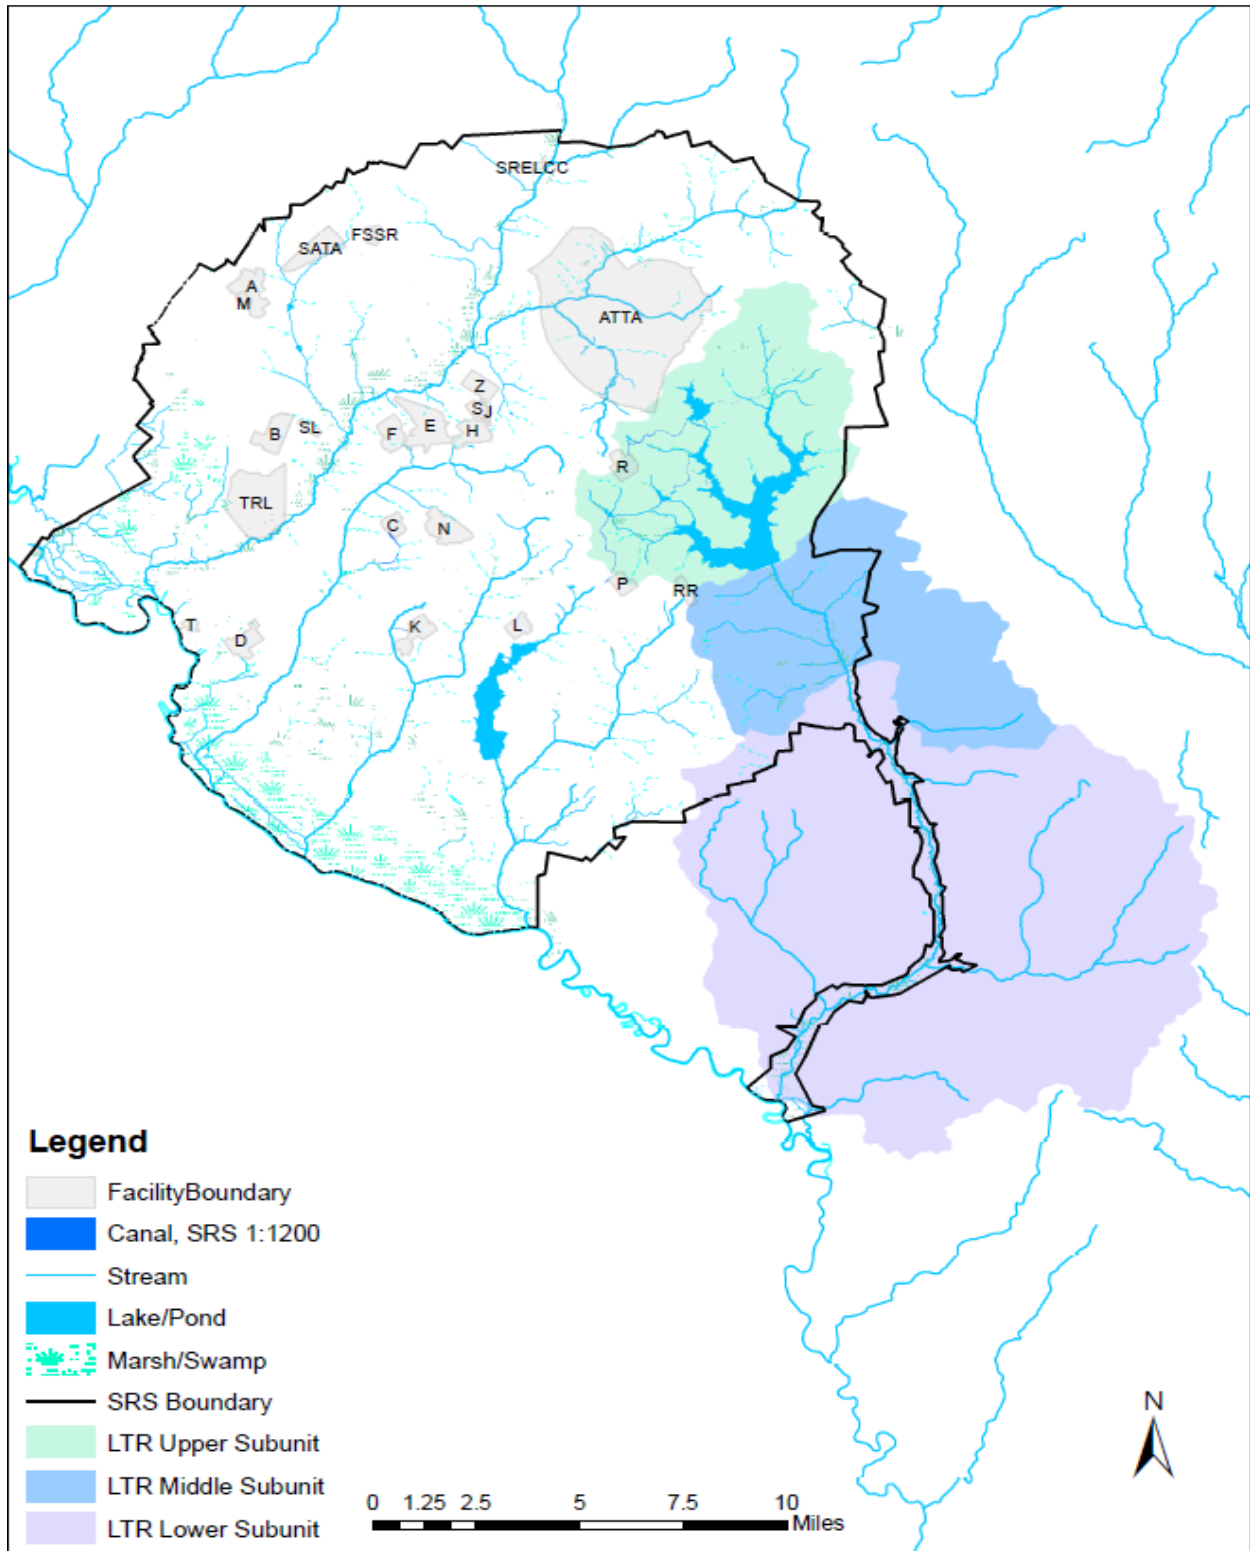 SRELCC
FSSR
SATA
A
M
ATTA
Z
S
J
E
F
H
B
SL
R
TRL
C
N
P
RR
T
D
K
L
Legend
FacilityBoundary
Canal, SRS 1:1200
Stream
Lake/Pond
Marsh/Swamp
SRS Boundary
LTR Upper Subunit
LTR Middle Subunit
LTR Lower Subunit
N
0 1.25 2.5 5 7.5 10
Miles